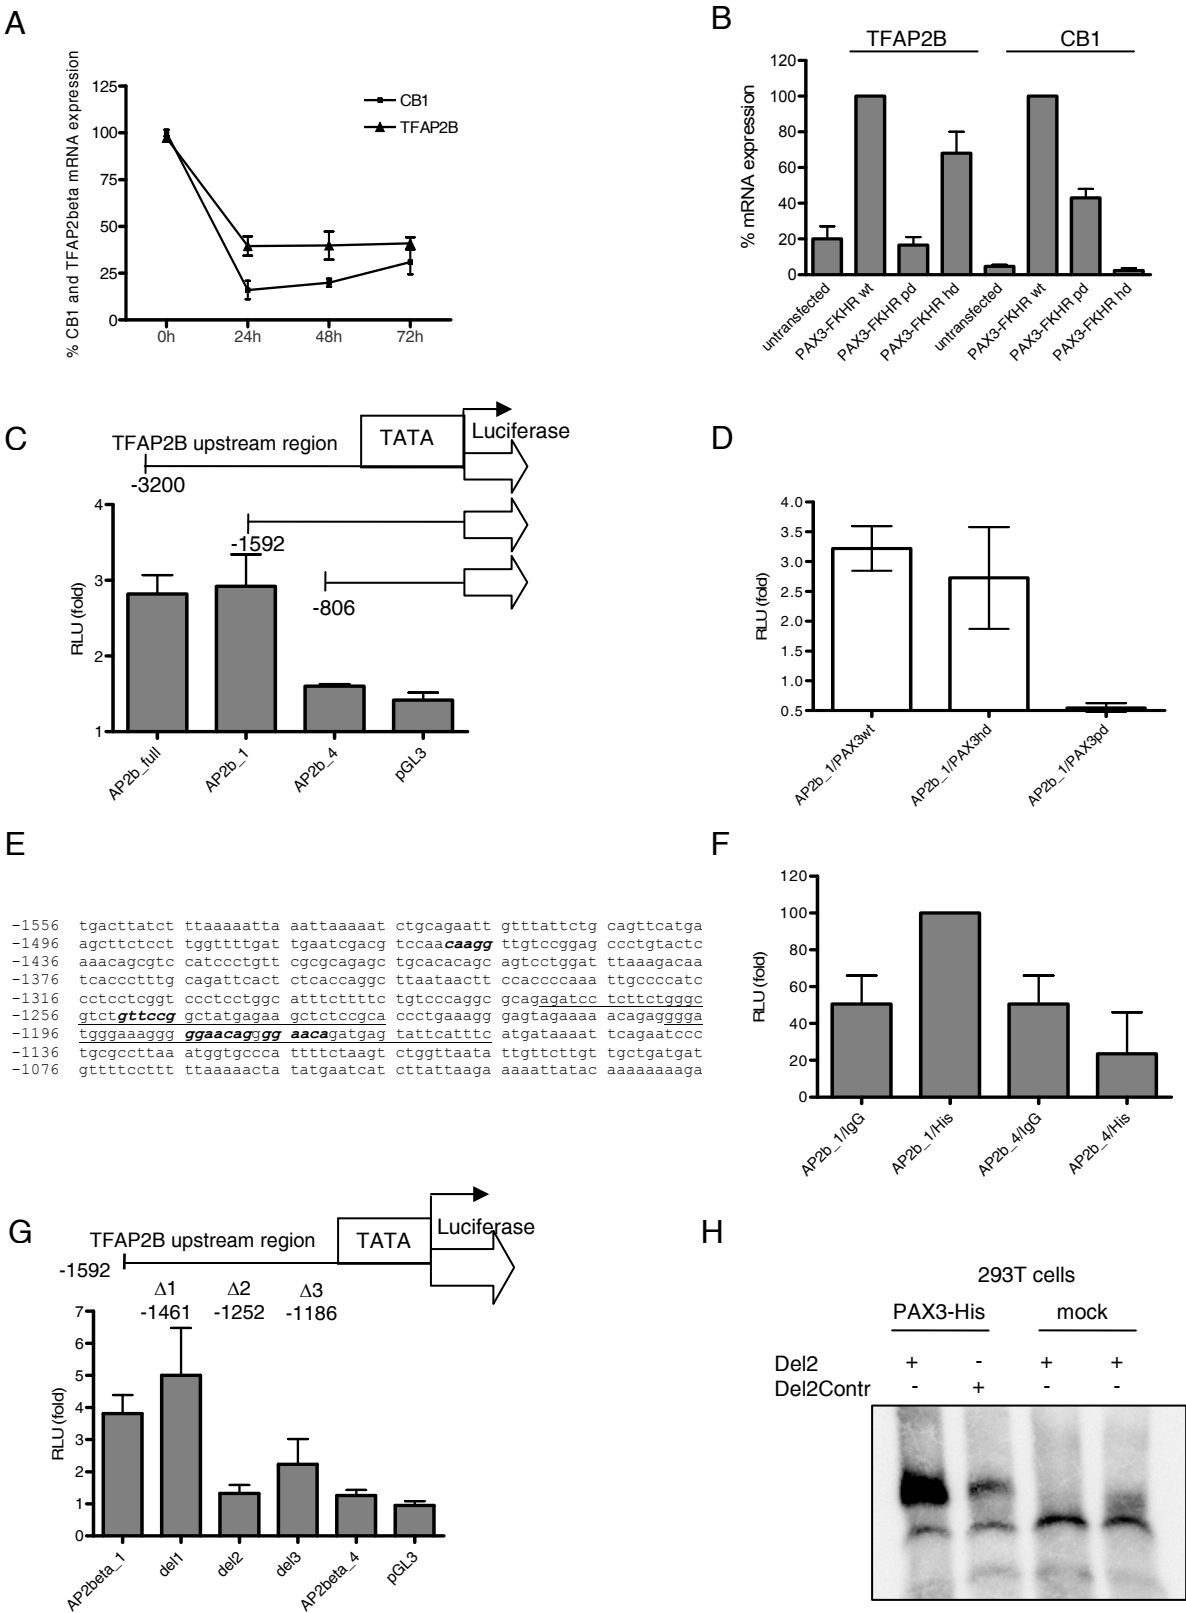 A
% CB1 and TFAP2beta mRNA expression
125
100
75
50
25
0
0h 24h 48h 72h
CB1
TFAP2B
B
TFAP2B CB1
% mRNA expression
120
100
80
60
40
20
0
untransfected
PAX3-FKHR wt
PAX3-FKHR pd
PAX3-FKHR hd
untransfected
PAX3-FKHR wt
PAX3-FKHR pd
PAX3-FKHR hd
C
TFAP2B upstream region
TATA
Luciferase
-3200
-1592
-806
RLU (fold)
4
3
2
1
AP2b_full
AP2b_1
AP2b_4
pGL3
D
RLU (fold)
4.0
3.5
3.0
2.5
2.0
1.5
1.0
0.5
AP2b_1/PAX3wt
AP2b_1/PAX3hd
AP2b_1/PAX3pd
E
-1556 tgacttatct ttaaaaatta aaattaaaaat ctgcagaatt gtttattctg cagttcatga
-1496 agcttctcct tggttttgat tgaatcgacg tccaacaagg ttgtccggag ccctgtactc
-1436 aaacagcgtc catccctgtt cgcgcagagc tgcacacagc agtcctggat ttaaagacaa
-1376 tcaccctttg cagattcact ctcaccaggc ttaataactt caccccaaat tgccccatc
-1316 cctcctcggt ccctcctggc atttcttttc tgtcccaggc gcagagatcc tcttctgggc
-1256 gtctgttccg ggctatgagaa gctctccgca ccctgaaagg gagtagaaaa acagagggga
-1196 tgggaaaggg ggaacagggg aacagatgag tattcatttc atggataaat tcagaatccc
-1136 tgcgccttaa atggtgccca ttttctaagt ctggttaata ttgttcttgt tgctgatgat
-1076 gttttccttt ttaaaaacta tatgaatcat cttattaaga aaaattatac aaaaaaaaga
F
RLU (fold)
120
100
80
60
40
20
0
AP2b_1/IgG
AP2b_1/His
AP2b_4/IgG
AP2b_4/His
G
TFAP2B upstream region
TATA
Luciferase
-1592
Δ1 Δ2 Δ3
-1461 -1252 -1186
RLU (fold)
7
6
5
4
3
2
1
0
AP2beta_1
del1
del2
del3
AP2beta_4
pGL3
H
293T cells
PAX3-His mock
Del2 + - + +
Del2Contr - + - -